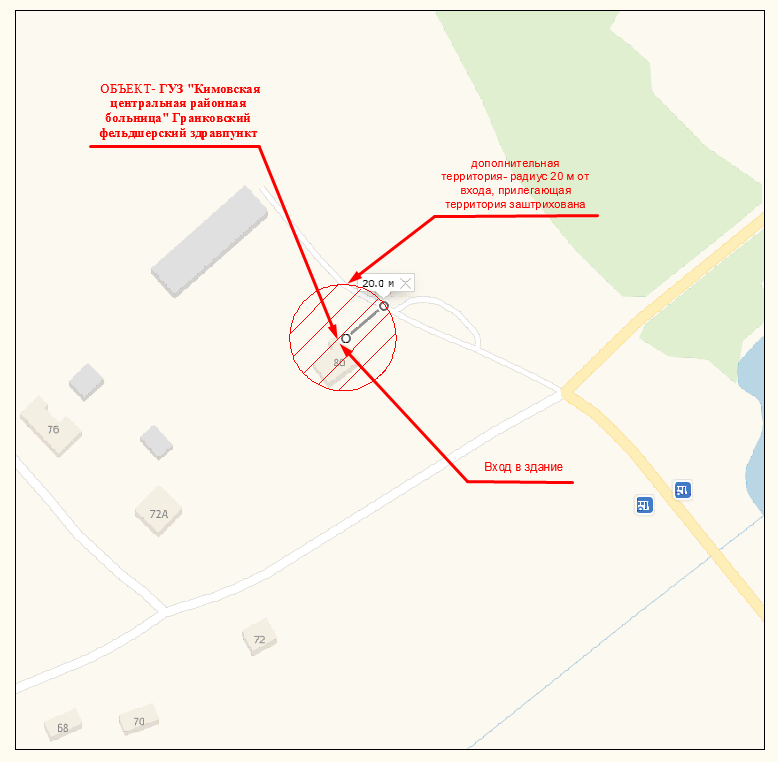 ОБЪЕКТ- ГУЗ "Кимовская
центральная районная
больница" Гранковский
фельдшерский здравпункт
дополнительная
территория- радиус 20 м от
входа, прилегающая
территория заштрихована
20.0 м
80
76
72А
Вход в здание
72
70
68